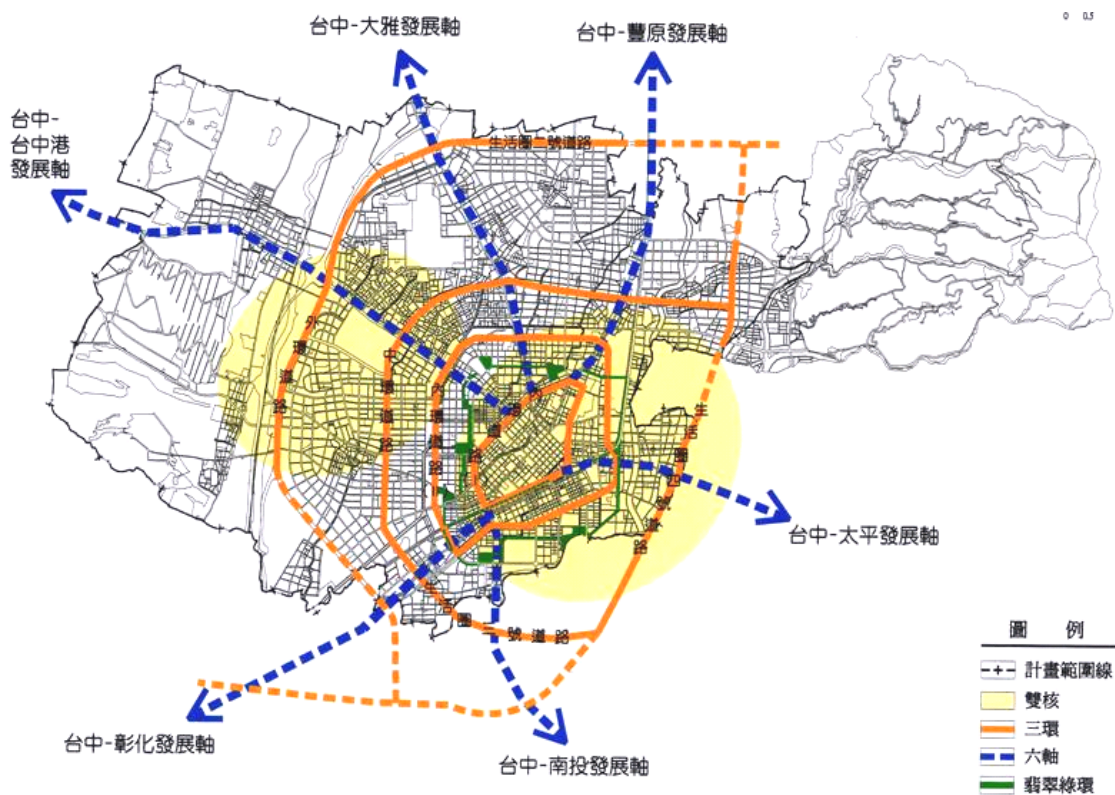 0 0.5
台中-大雅發展軸
台中-豐原發展軸
台中-
台中港
發展軸
生活圈二號道路
外環道路
中環道路
內環道路
道路
生活圈四號道路
台中-太平發展軸
生活圈二號道路
台中-彰化發展軸
台中-南投發展軸
圖 例
計畫範圍線
雙核
三環
六軸
翡翠綠環